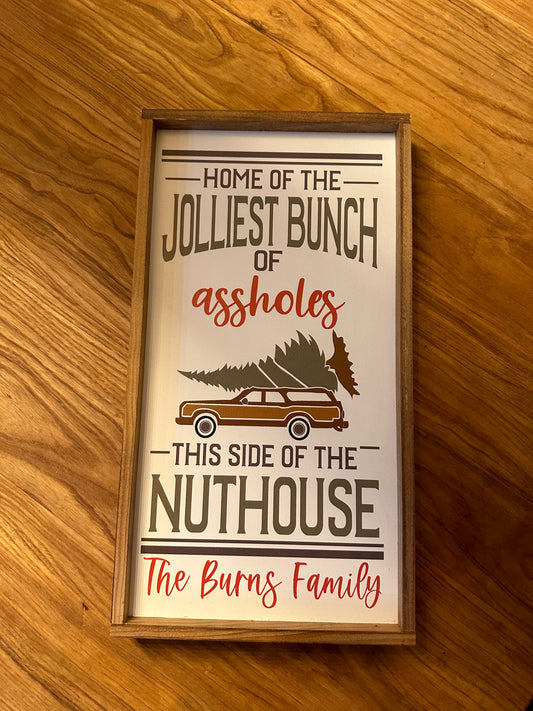 HOME OF THE
JOLLIEST BUNCH
OF
assholes
THIS SIDE OF THE
NUTHOUSE
The Burns Family